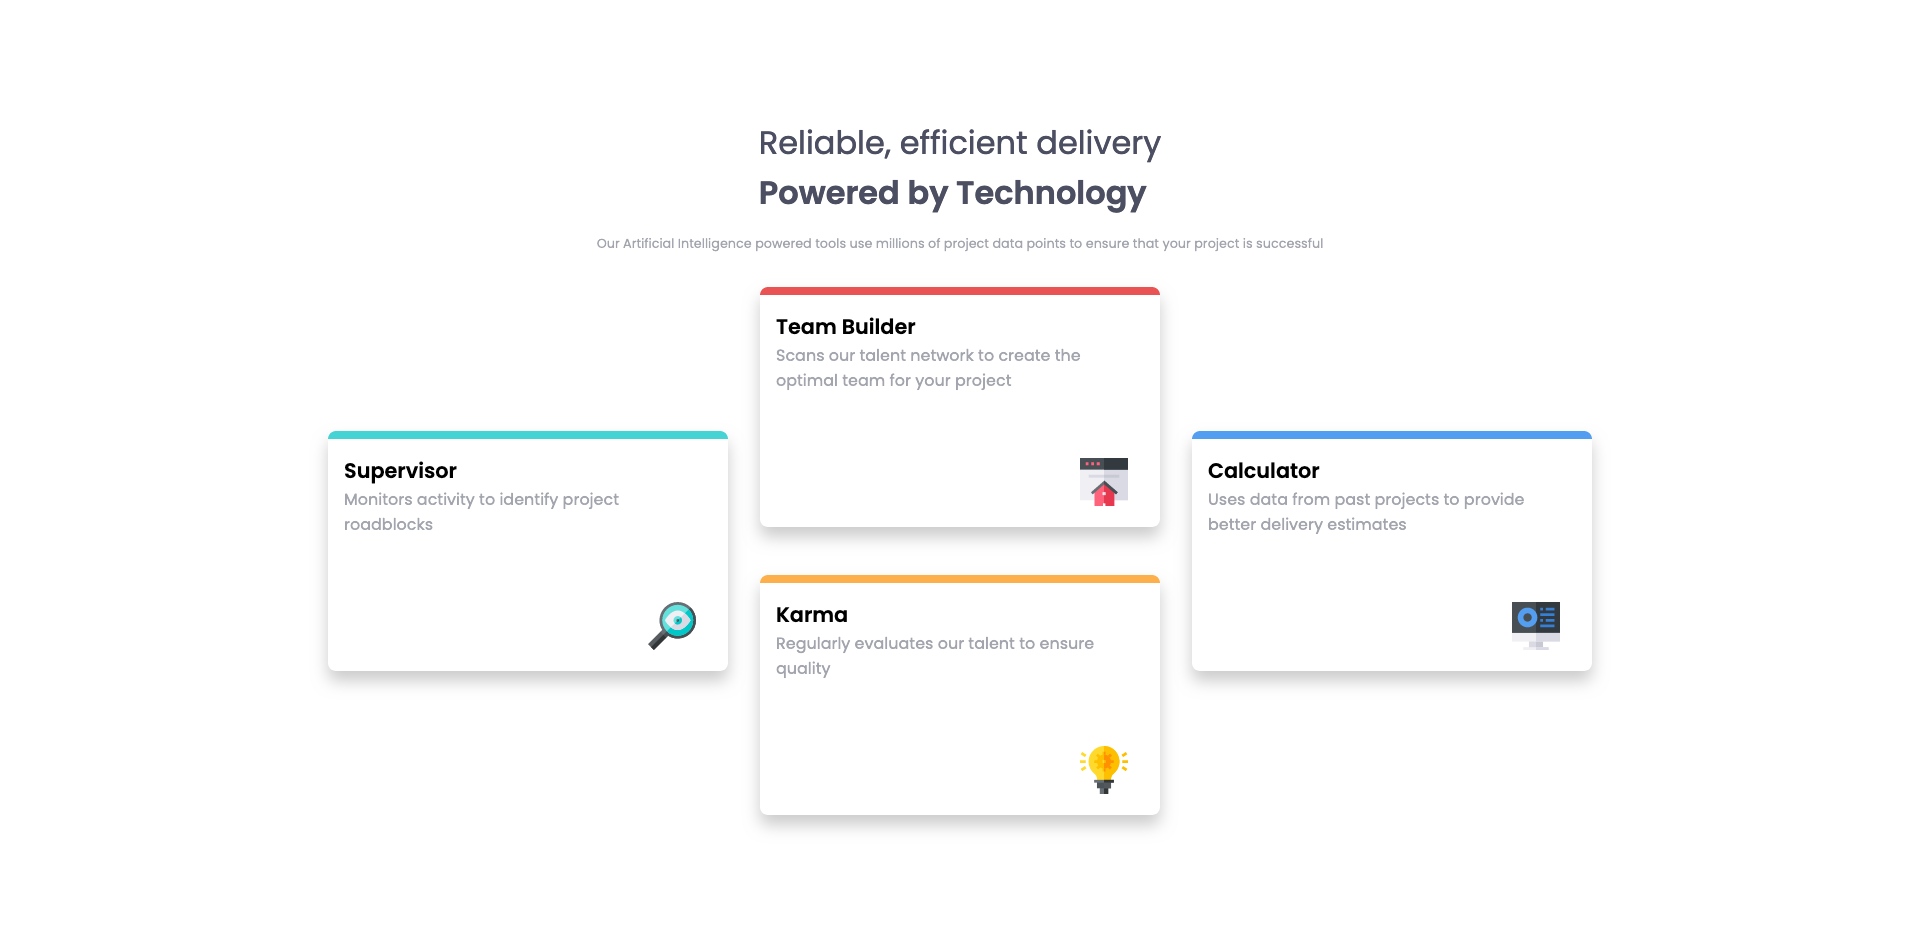 Reliable, efficient delivery
Powered by Technology
Our Artificial Intelligence powered tools use millions of project data points to ensure that your project is successful
Team Builder
Scans our talent network to create the
optimal team for your project
Supervisor
Monitors activity to identify project
roadblocks
Calculator
Uses data from past projects to provide
better delivery estimates
Karma
Regularly evaluates our talent to ensure
quality